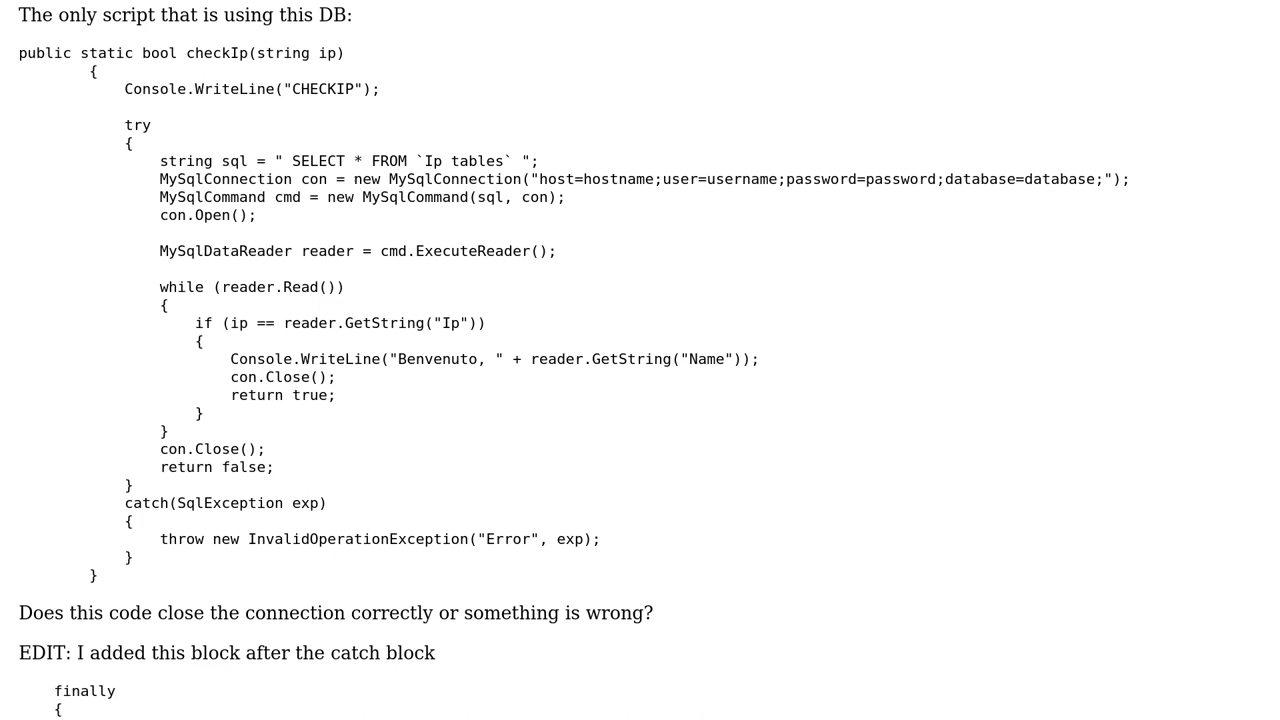 The only script that is using this DB:
public static bool checkIp(string ip)
{
Console.WriteLine("CHECKIP");
try
{
string sql = " SELECT * FROM `Ip tables` ";
MySqlConnection con = new MySqlConnection("host=hostname;user=username;password=password;database=database;");
MySqlCommand cmd = new MySqlCommand(sql, con);
con.Open();
MySqlDataReader reader = cmd.ExecuteReader();
while (reader.Read())
{
if (ip == reader.GetString("Ip"))
{
Console.WriteLine("Benvenuto, " + reader.GetString("Name"));
con.Close();
return true;
}
}
con.Close();
return false;
}
catch(SqlException exp)
{
throw new InvalidOperationException("Error", exp);
}
}
Does this code close the connection correctly or something is wrong?
EDIT: I added this block after the catch block
finally
{